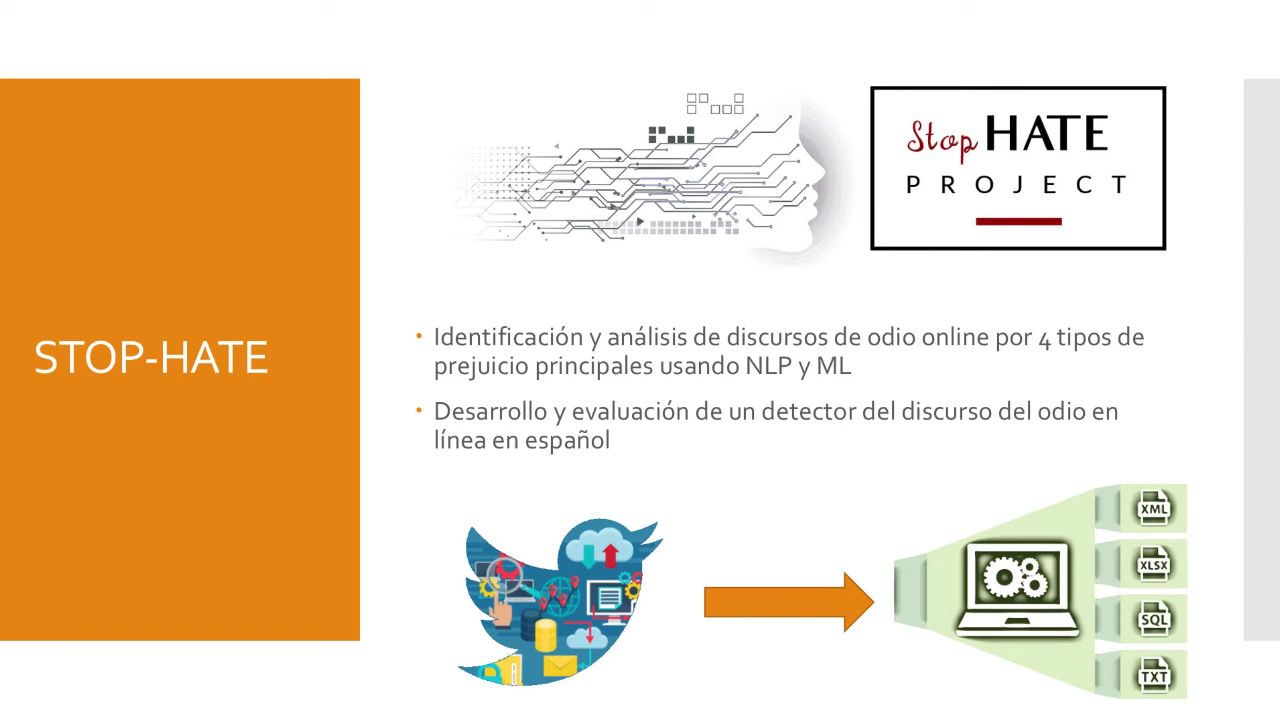 Stop HATE
PROJECT
STOP-HATE
• Identificación y análisis de discursos de odio online por 4 tipos de
prejuicio principales usando NLP y ML
• Desarrollo y evaluación de un detector del discurso del odio en
línea en español
XML
XLSX
SQL
TXT